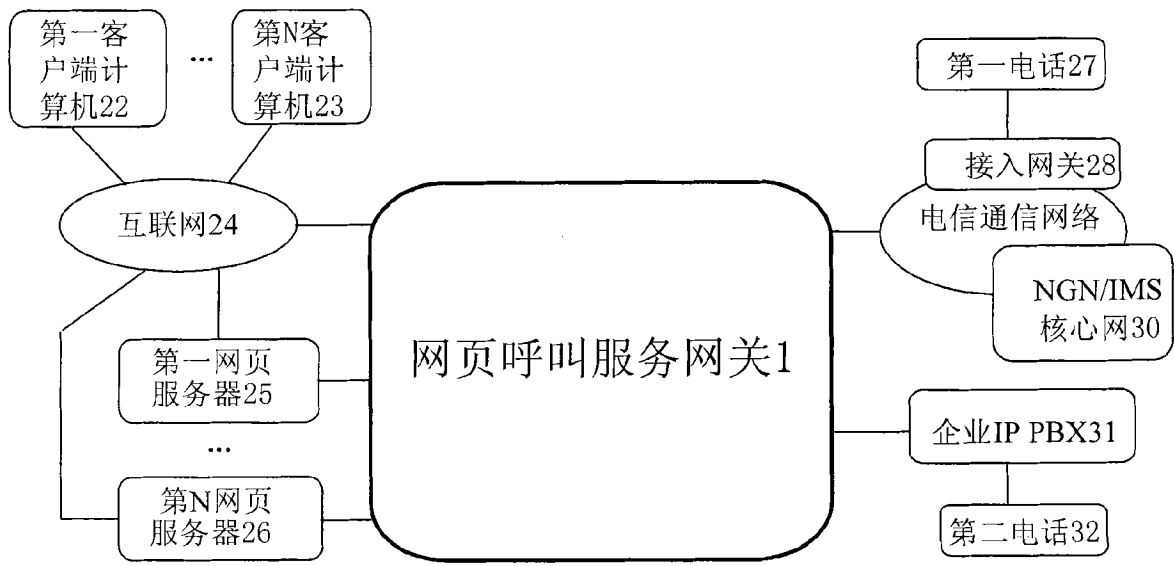 第一客
户端计
算机22
...
第N客
户端计
算机23
互联网24
第一网页
服务器25
...
第N网页
服务器26
网页呼叫服务网关1
第一电话27
接入网关28
电信通信网络
NGN/IMS
核心网30
企业IP PBX31
第二电话32